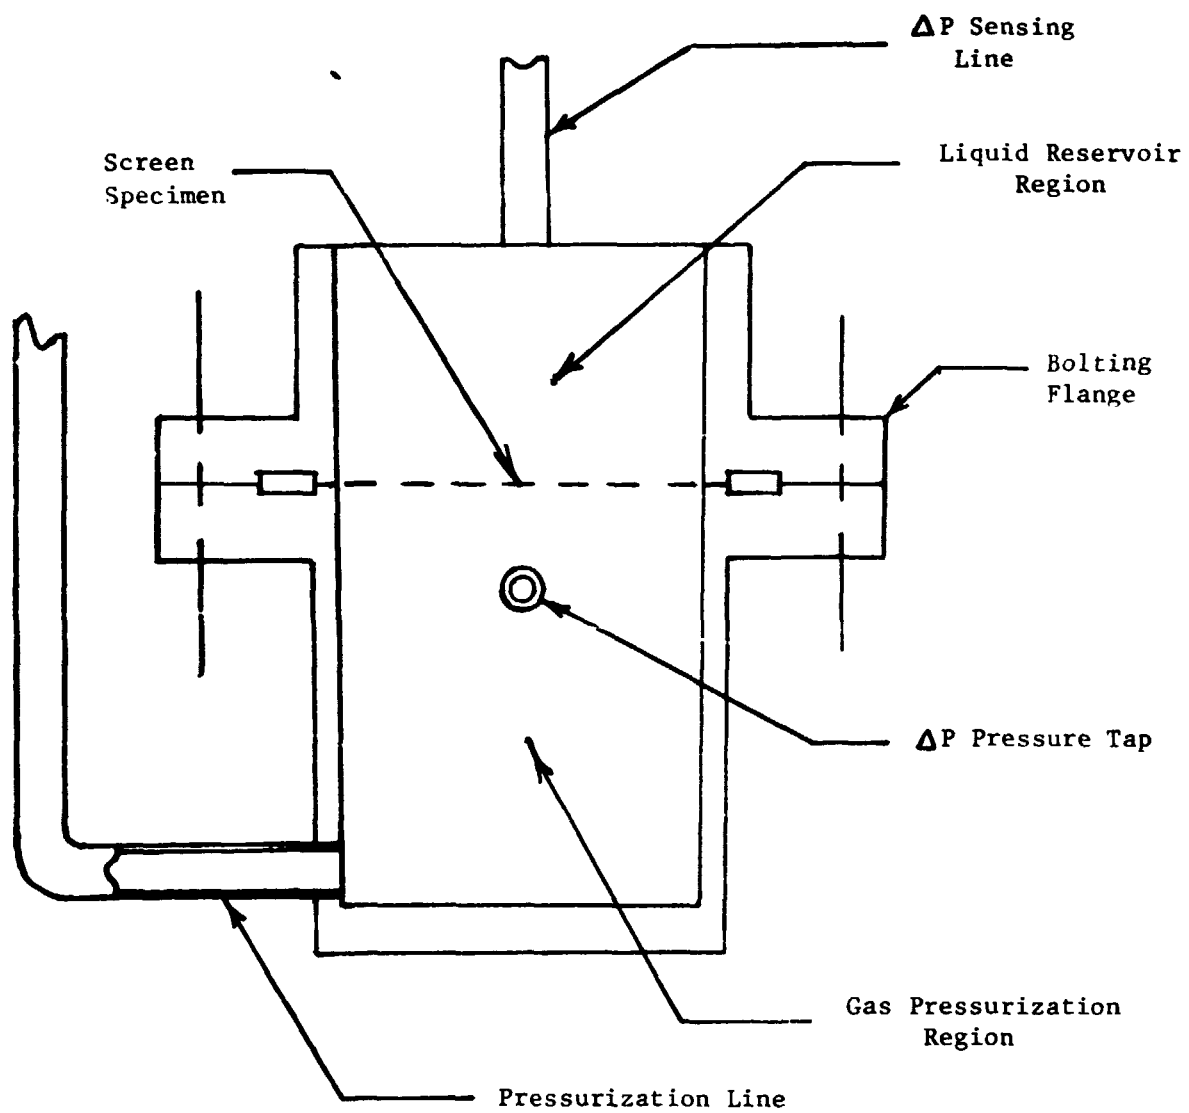 ΔP Sensing
Line
Screen
Specimen
Liquid Reservoir
Region
Bolting
Flange
ΔP Pressure Tap
Gas Pressurization
Region
Pressurization Line